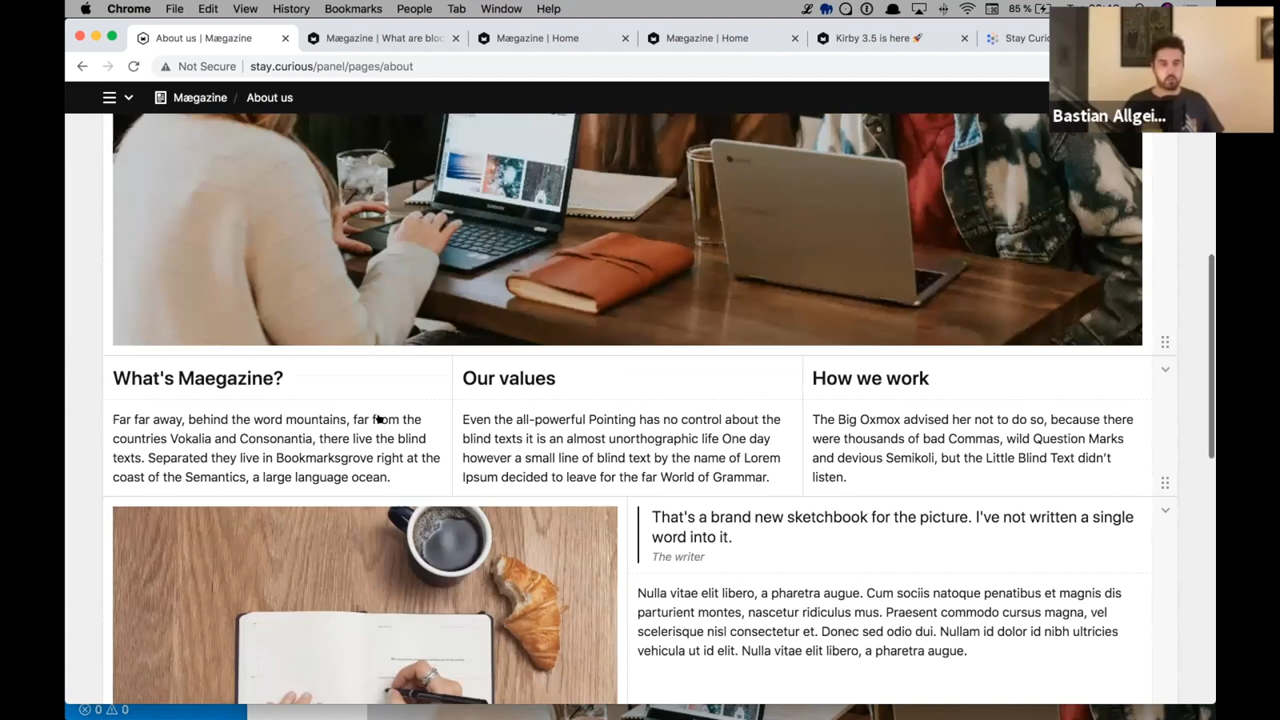 Chrome File Edit View History Bookmarks People Tab Window Help 85 %
About us | Mægazine
Mægazine | What are bloc
Mægazine | Home
Mægazine | Home
Kirby 3.5 is here 🚀
Stay Curio
Not Secure | stay.curious/panel/pages/about
Mægazine / About us
Bastian Allgei...
What's Maegazine?
Far far away, behind the word mountains, far from the
countries Vokalia and Consonantia, there live the blind
texts. Separated they live in Bookmarksgrove right at the
coast of the Semantics, a large language ocean.
Our values
Even the all-powerful Pointing has no control about the
blind texts it is an almost unorthographic life One day
however a small line of blind text by the name of Lorem
Ipsum decided to leave for the far World of Grammar.
How we work
The Big Oxmox advised her not to do so, because there
were thousands of bad Commas, wild Question Marks
and devious Semikoli, but the Little Blind Text didn't
listen.
That's a brand new sketchbook for the picture. I've not written a single
word into it.
The writer
Nulla vitae elit libero, a pharetra augue. Cum sociis natoque penatibus et magnis dis
parturient montes, nascetur ridiculus mus. Praesent commodo cursus magna, vel
scelerisque nisl consectetur et. Donec sed odio dui. Nullam id dolor id nibh ultricies
vehicula ut id elit. Nulla vitae elit libero, a pharetra augue.
0 0